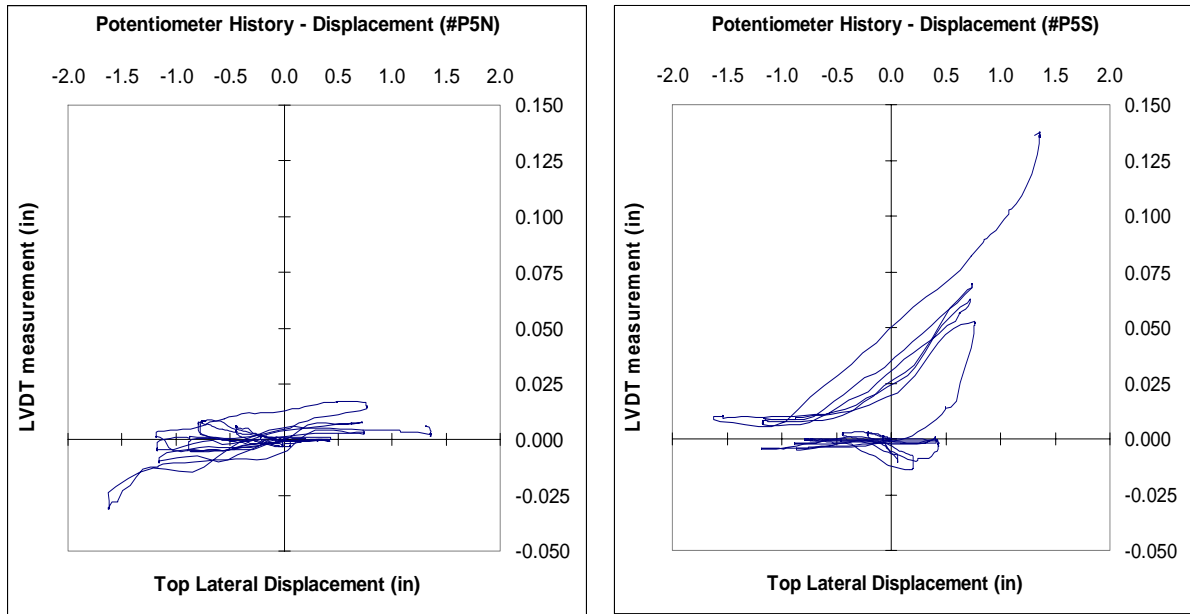 Potentiometer History - Displacement (#P5N)
-2.0 -1.5 -1.0 -0.5 0.0 0.5 1.0 1.5 2.0
0.150
0.125
0.100
0.075
0.050
0.025
0.000
-0.025
-0.050
LVDT measurement (in)
Top Lateral Displacement (in)
Potentiometer History - Displacement (#P5S)
-2.0 -1.5 -1.0 -0.5 0.0 0.5 1.0 1.5 2.0
0.150
0.125
0.100
0.075
0.050
0.025
0.000
-0.025
-0.050
LVDT measurement (in)
Top Lateral Displacement (in)